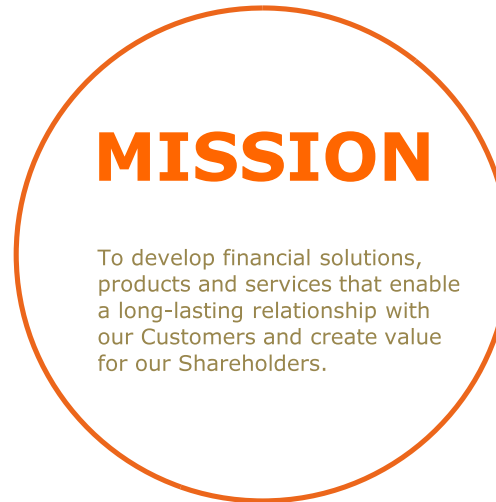 MISSION
To develop financial solutions,
products and services that enable
a long-lasting relationship with
our Customers and create value
for our Shareholders.